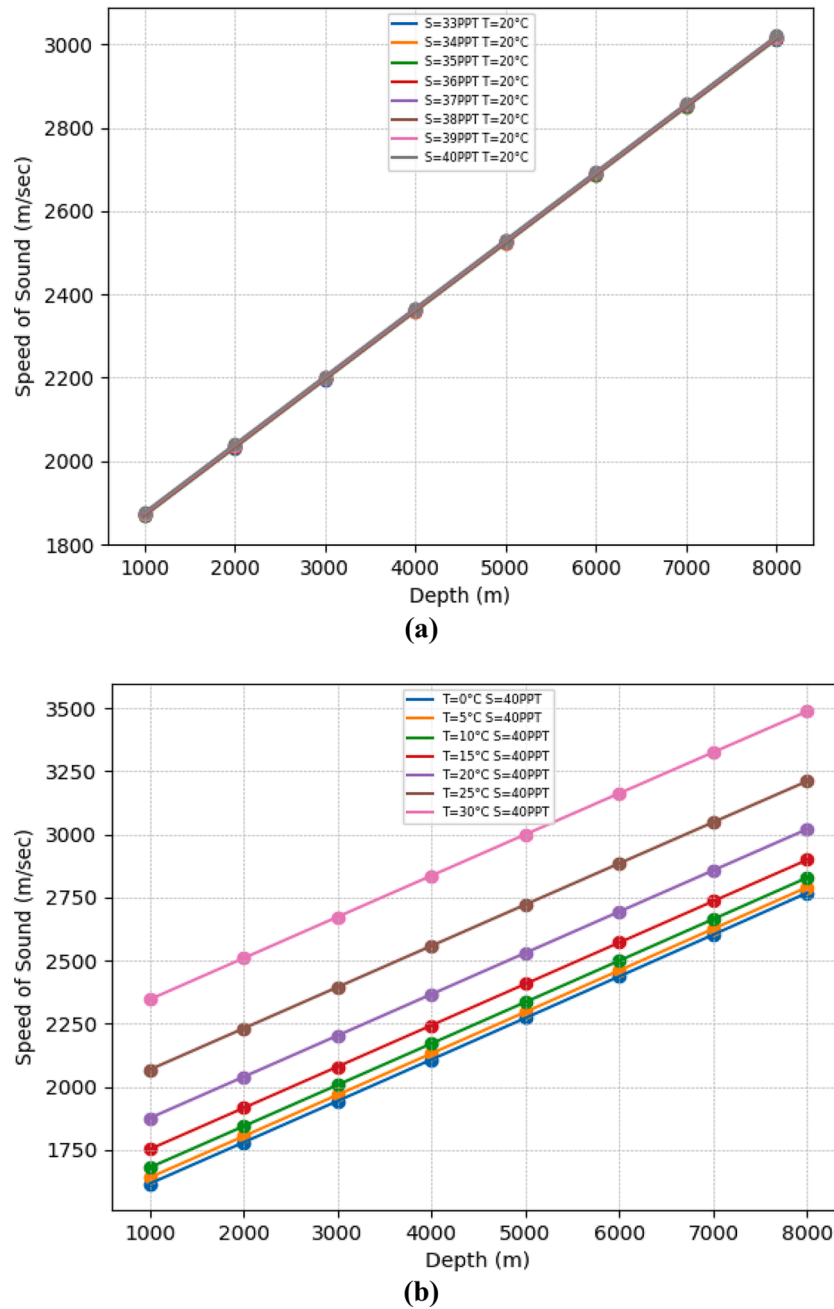 3000
2800
2600
2400
2200
2000
1800
Speed of Sound (m/sec)
S=33PPT T=20°C
S=34PPT T=20°C
S=35PPT T=20°C
S=36PPT T=20°C
S=37PPT T=20°C
S=38PPT T=20°C
S=39PPT T=20°C
S=40PPT T=20°C
1000 2000 3000 4000 5000 6000 7000 8000
Depth (m)
(a)
3500
3250
3000
2750
2500
2250
2000
1750
Speed of Sound (m/sec)
T=0°C S=40PPT
T=5°C S=40PPT
T=10°C S=40PPT
T=15°C S=40PPT
T=20°C S=40PPT
T=25°C S=40PPT
T=30°C S=40PPT
1000 2000 3000 4000 5000 6000 7000 8000
Depth (m)
(b)